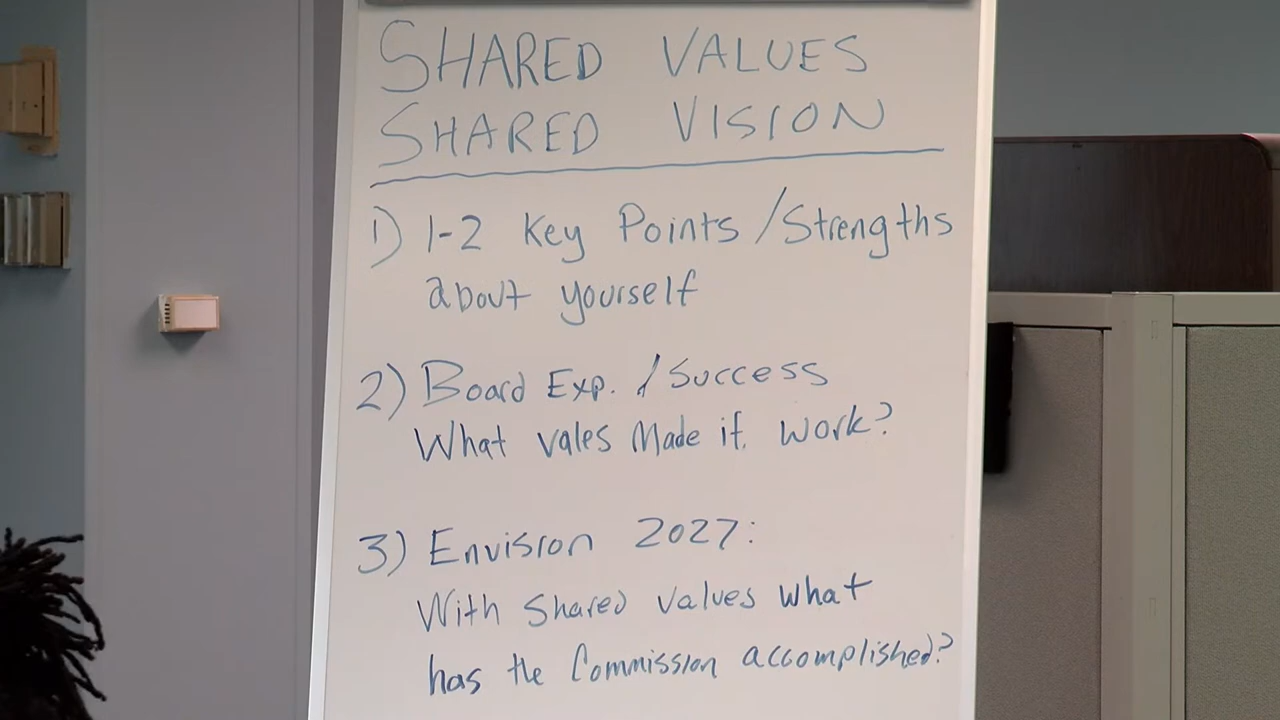 SHARED VALUES
SHARED VISION
1) 1-2 Key Points / Strengths
about yourself
2) Board Exp. / Success
What vales Made it work?
3) Envision 2027:
With Shared values what
has the Commission accomplished?